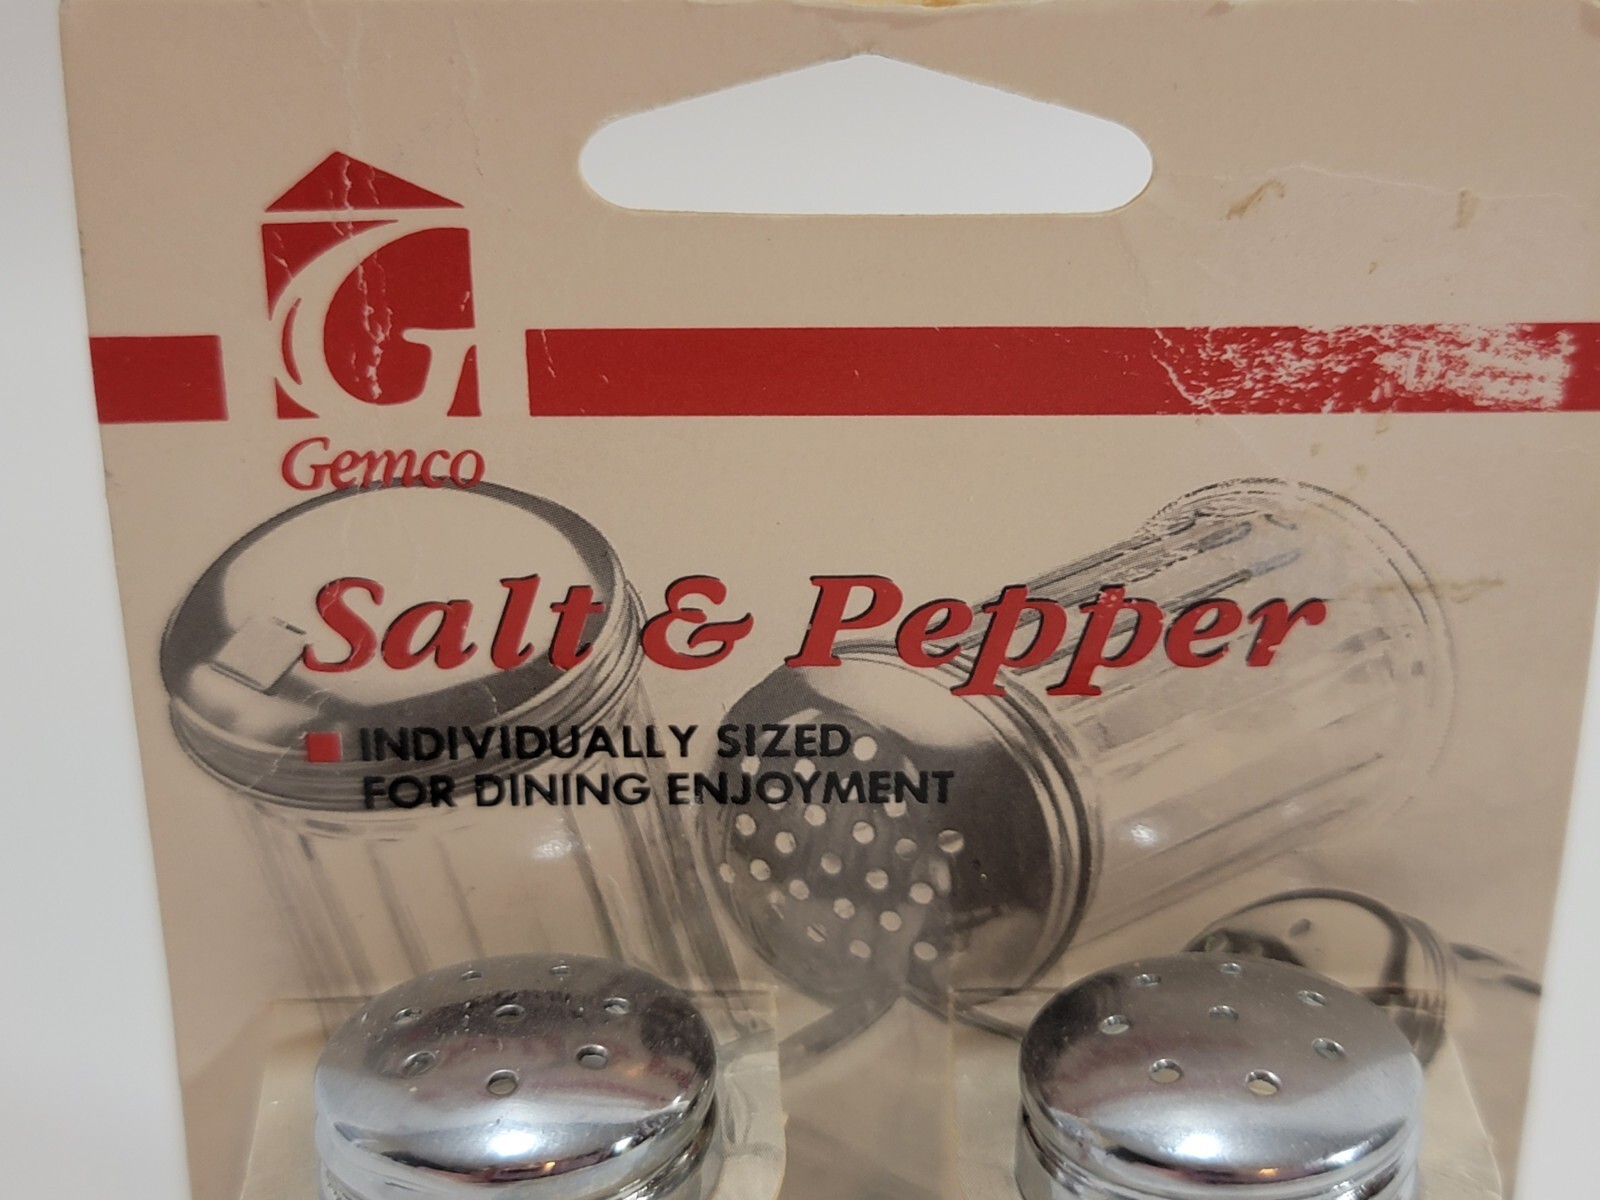 Gemco
Salt & Pepper
INDIVIDUALLY SIZED
FOR DINING ENJOYMENT